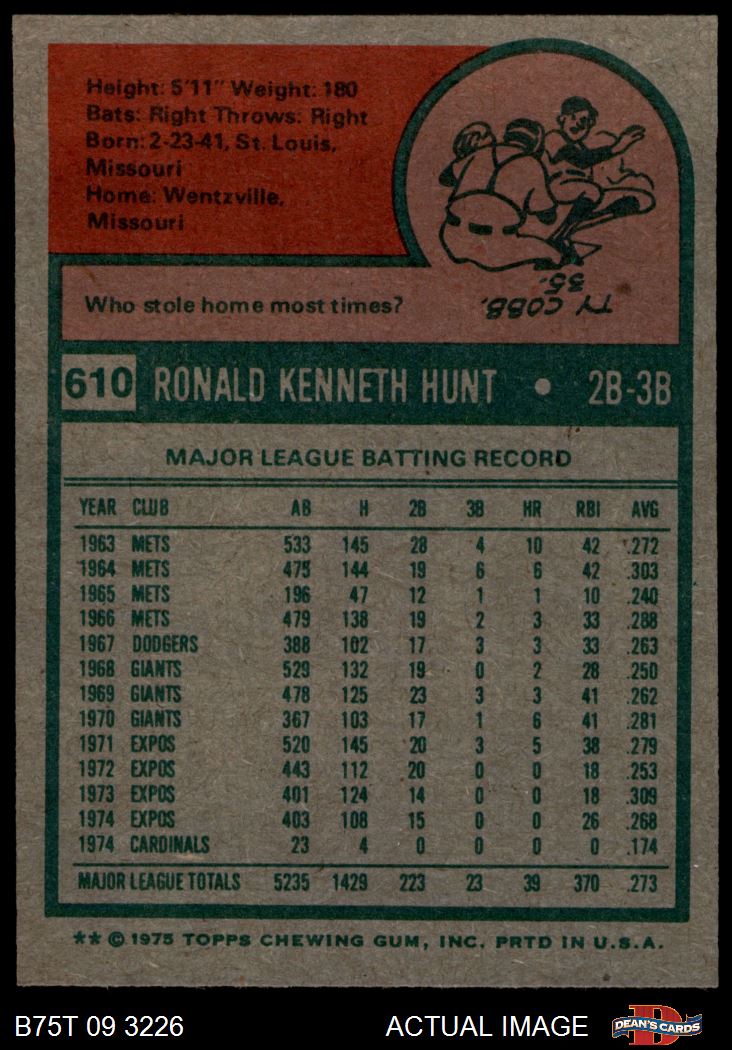 Height: 5'11" Weight: 180
Bats: Right Throws: Right
Born: 2-23-41, St. Louis,
Missouri
Home: Wentzville,
Missouri
Who stole home most times?
TY COBB,
35.
610 RONALD KENNETH HUNT • 2B-3B
MAJOR LEAGUE BATTING RECORD
YEAR CLUB AB H 2B 3B HR RBI AVG
1963 METS 533 145 28 4 10 42 .272
1964 METS 475 144 19 6 6 42 .303
1965 METS 196 47 12 1 1 10 .240
1966 METS 479 138 19 2 3 33 .288
1967 DODGERS 388 102 17 3 3 33 .263
1968 GIANTS 529 132 19 0 2 28 .250
1969 GIANTS 478 125 23 3 3 41 .262
1970 GIANTS 367 103 17 1 6 41 .281
1971 EXPOS 520 145 20 3 5 38 .279
1972 EXPOS 443 112 20 0 0 18 .253
1973 EXPOS 401 124 14 0 0 18 .309
1974 EXPOS 403 108 15 0 0 26 .268
1974 CARDINALS 23 4 0 0 0 0 .174
MAJOR LEAGUE TOTALS 5235 1429 223 23 39 370 .273
** © 1975 TOPPS CHEWING GUM, INC. PRTD IN U.S.A.
B75T 09 3226 ACTUAL IMAGE D DEAN'S CARDS